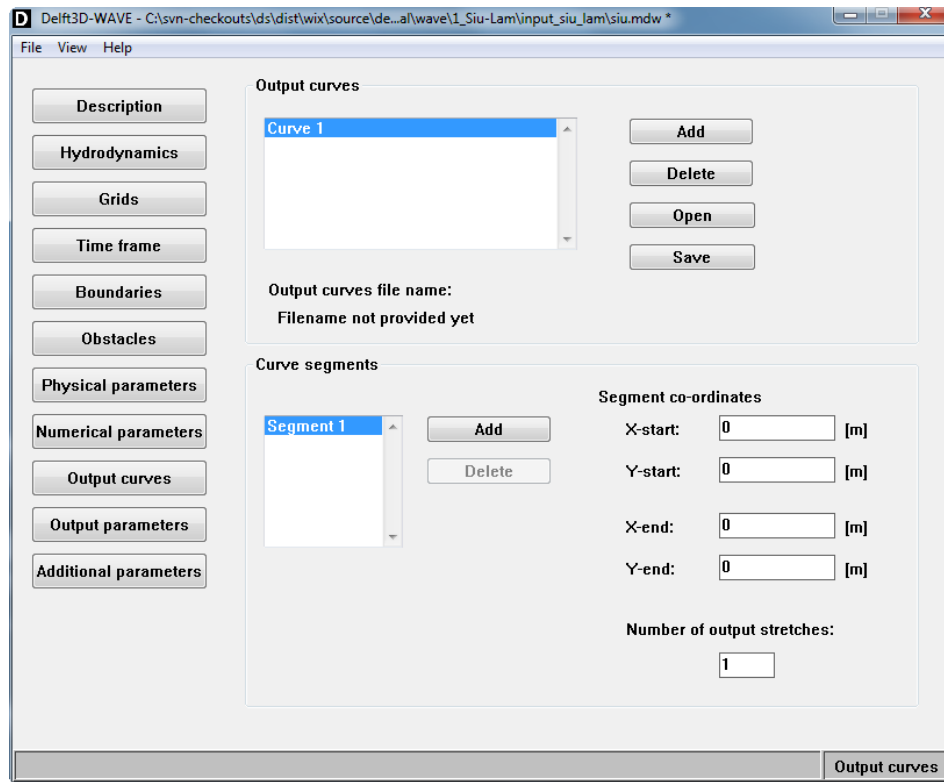 D Delft3D-WAVE - C:\svn-checkouts\ds\dist\wix\source\de...al\wave\1_Siu-Lam\input_siu_lam\siu.mdw *
File View Help
Description
Hydrodynamics
Grids
Time frame
Boundaries
Obstacles
Physical parameters
Numerical parameters
Output curves
Output parameters
Additional parameters
Output curves
Curve 1
Add
Delete
Open
Save
Output curves file name:
Filename not provided yet
Curve segments
Segment 1
Add
Delete
Segment co-ordinates
X-start: 0 [m]
Y-start: 0 [m]
X-end: 0 [m]
Y-end: 0 [m]
Number of output stretches:
1
Output curves